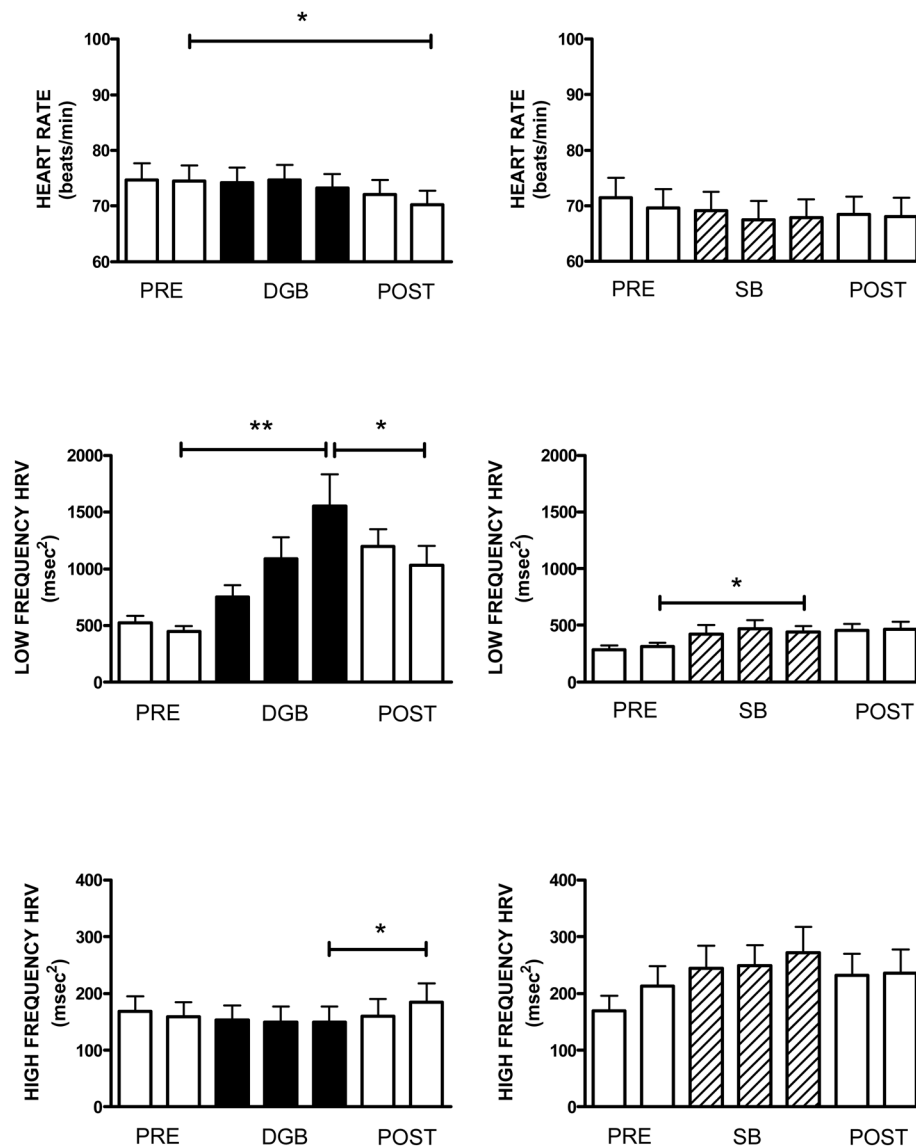 *
HEART RATE
(beats/min)
100
90
80
70
60
PRE DGB POST
HEART RATE
(beats/min)
100
90
80
70
60
PRE SB POST
** *
LOW FREQUENCY HRV
(msec²)
2000
1500
1000
500
0
PRE DGB POST
*
LOW FREQUENCY HRV
(msec²)
2000
1500
1000
500
0
PRE SB POST
*
HIGH FREQUENCY HRV
(msec²)
400
300
200
100
0
PRE DGB POST
HIGH FREQUENCY HRV
(msec²)
400
300
200
100
0
PRE SB POST